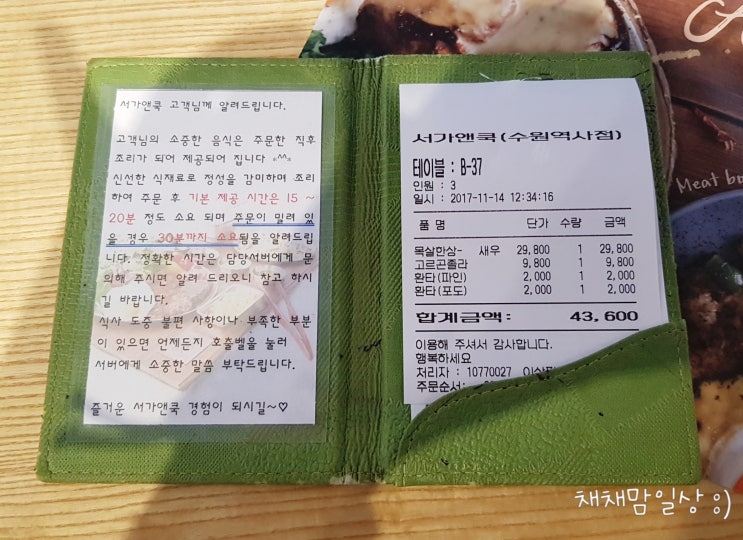 서가앤쿡 고객님께 알려드립니다.
고객님의 소중한 음식은 주문한 직후
조리가 되어 제공되어 집니다 =^^=
신선한 식재료로 정성을 가미하며 조리
하여 주문 후 기본 제공 시간은 15 ~
20분 정도 소요 되며 주문이 밀려 있
을 경우 30분까지 소요됨을 알려드립
니다. 정확한 시간은 담당서버에게 문
의해 주시면 알려 드리오니 참고 하시
길 바랍니다.
식사 도중 불편 사항이나 부족한 부분
이 있으면 언제든지 호출벨을 눌러
서버에게 소중한 말씀 부탁드립니다.
즐거운 서가앤쿡 경험이 되시길~♡
서가앤쿡(수원역사점)
테이블 : B-37
인원 : 3
일시 : 2017-11-14 12:34:16
품 명 단가 수량 금액
목살한상- 새우 29,800 1 29,800
고르곤졸라 9,800 1 9,800
환타(파인) 2,000 1 2,000
환타(포도) 2,000 1 2,000
합계금액: 43,600
이용해 주셔서 감사합니다.
행복하세요
처리자 : 10770027
주문순서:
Meat
채채맘일상 :)